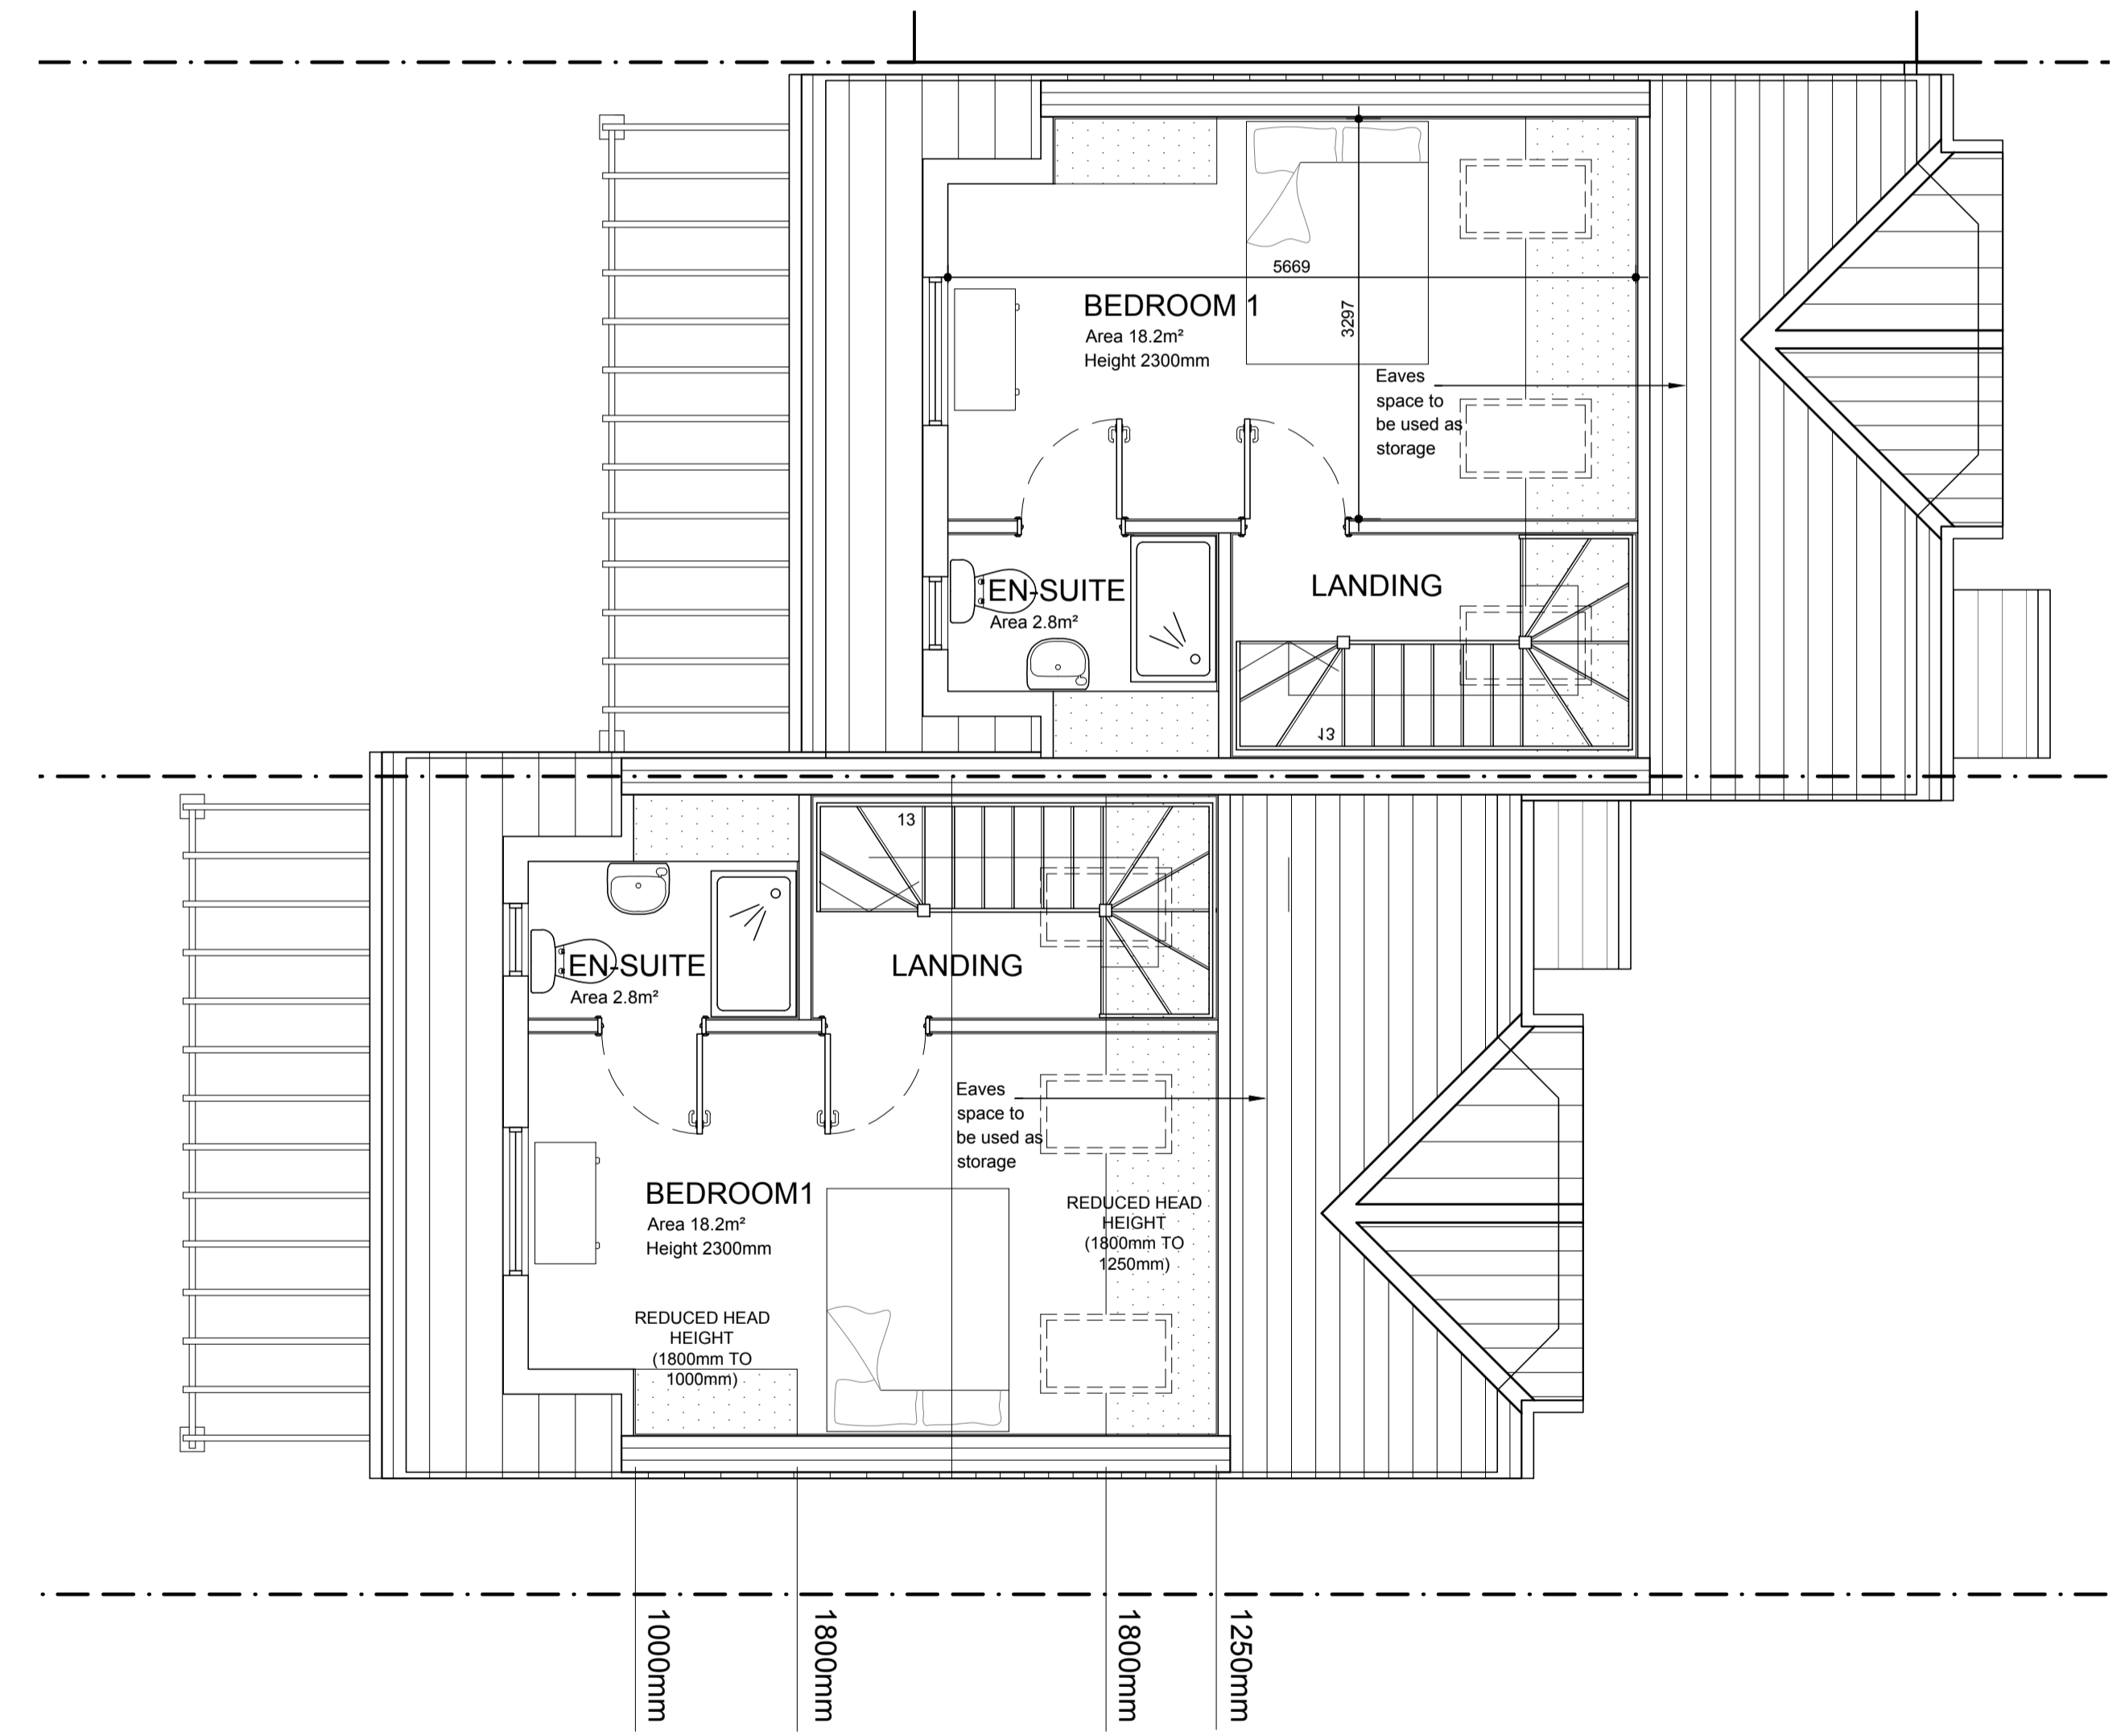 5669
3297
BEDROOM 1
Area 18.2m²
Height 2300mm
Eaves
space to
be used as
storage
EN-SUITE
Area 2.8m²
LANDING
13
13
EN-SUITE
Area 2.8m²
LANDING
Eaves
space to
be used as
storage
BEDROOM1
Area 18.2m²
Height 2300mm
REDUCED HEAD
HEIGHT
(1800mm TO
1250mm)
REDUCED HEAD
HEIGHT
(1800mm TO
1000mm)
1000mm
1800mm
1800mm
1250mm